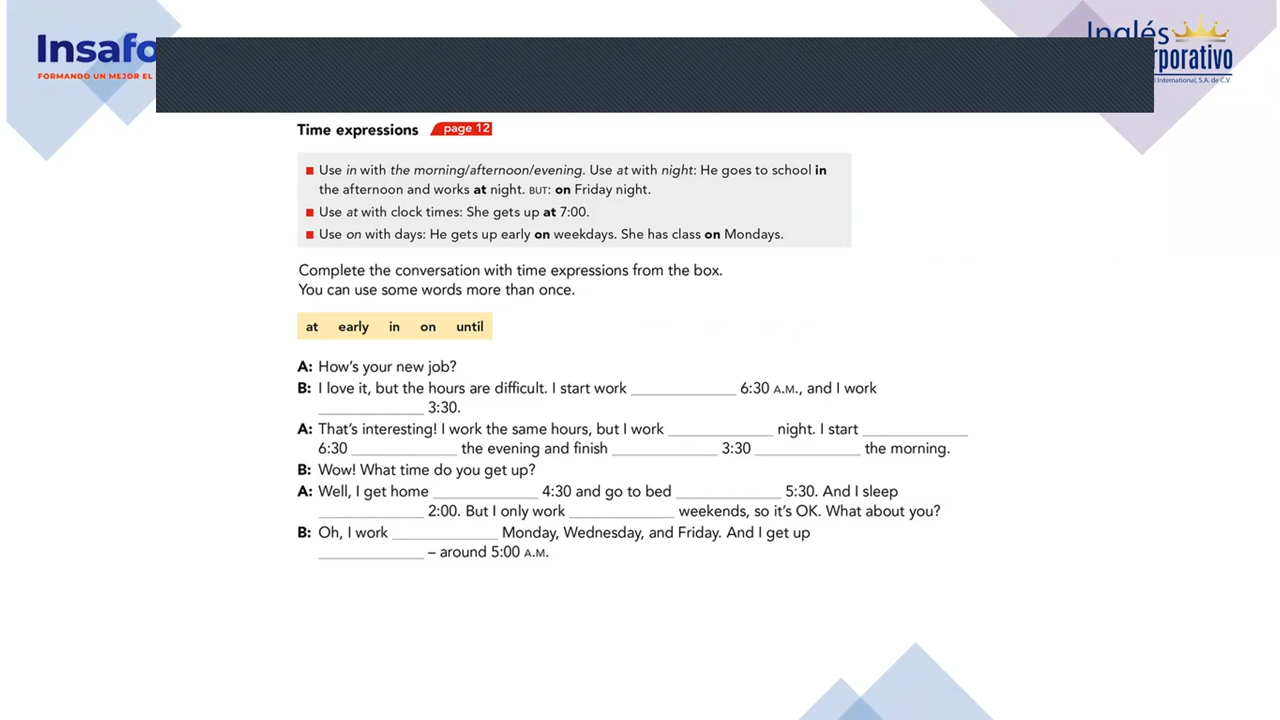 Insafo
FORMANDO UN MEJOR EL
Inglés
rporativo
International, S.A. de C.V.
Time expressions page 12
■ Use in with the morning/afternoon/evening. Use at with night: He goes to school in
the afternoon and works at night. BUT: on Friday night.
■ Use at with clock times: She gets up at 7:00.
■ Use on with days: He gets up early on weekdays. She has class on Mondays.
Complete the conversation with time expressions from the box.
You can use some words more than once.
at early in on until
A: How's your new job?
B: I love it, but the hours are difficult. I start work ____________ 6:30 A.M., and I work
____________ 3:30.
A: That's interesting! I work the same hours, but I work ____________ night. I start ____________
6:30 ____________ the evening and finish ____________ 3:30 ____________ the morning.
B: Wow! What time do you get up?
A: Well, I get home ____________ 4:30 and go to bed ____________ 5:30. And I sleep
____________ 2:00. But I only work ____________ weekends, so it's OK. What about you?
B: Oh, I work ____________ Monday, Wednesday, and Friday. And I get up
____________ – around 5:00 A.M.